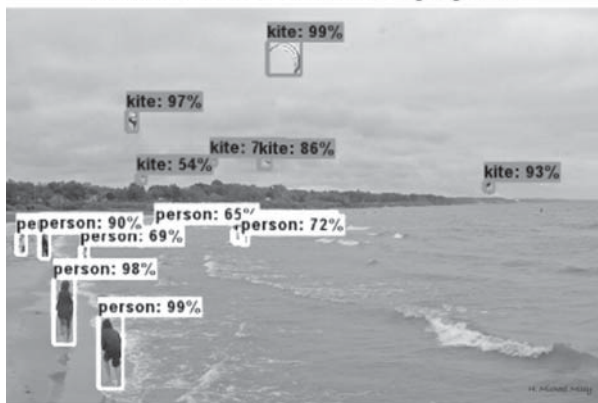 kite: 99%
kite: 97%
kite: 7
kite: 86%
kite: 54%
kite: 93%
person: 65%
pe
person: 90%
person: 72%
person: 69%
person: 98%
person: 99%